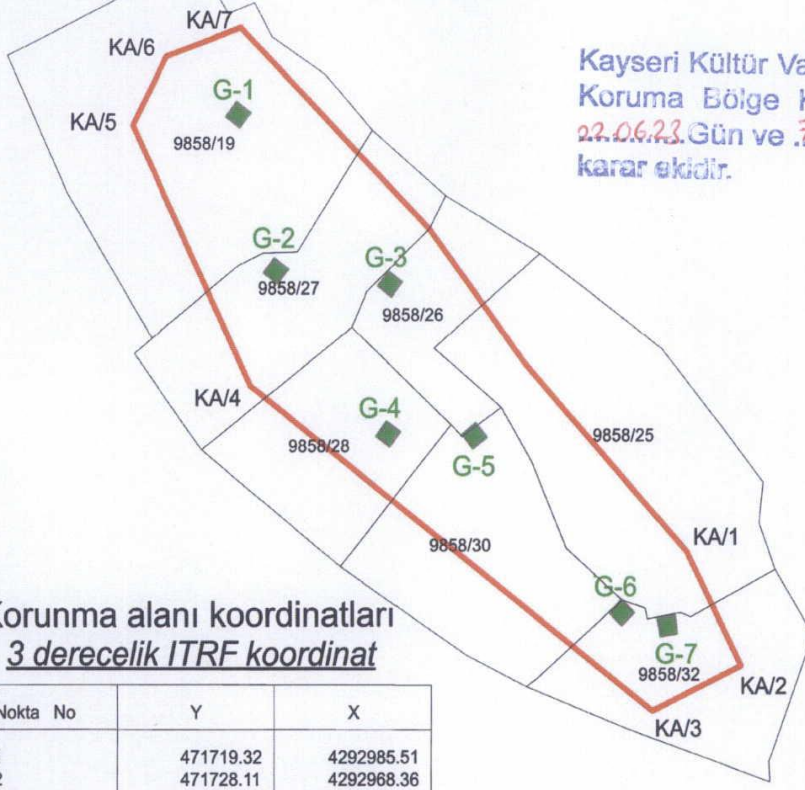 KA/7
KA/6
KA/5
G-1
9858/19
Kayseri Kültür
Koruma Bölge
22.06.23 Gün ve
karar ekidir.
G-2
9858/27
G-3
9858/26
KA/4
G-4
9858/28
G-5
9858/25
9858/30
KA/1
G-6
G-7
9858/32
KA/2
KA/3
Korunma alanı koordinatları
3 derecelik ITRF koordinat
Nokta No Y X
471719.32 4292985.51
2 471728.11 4292968.36